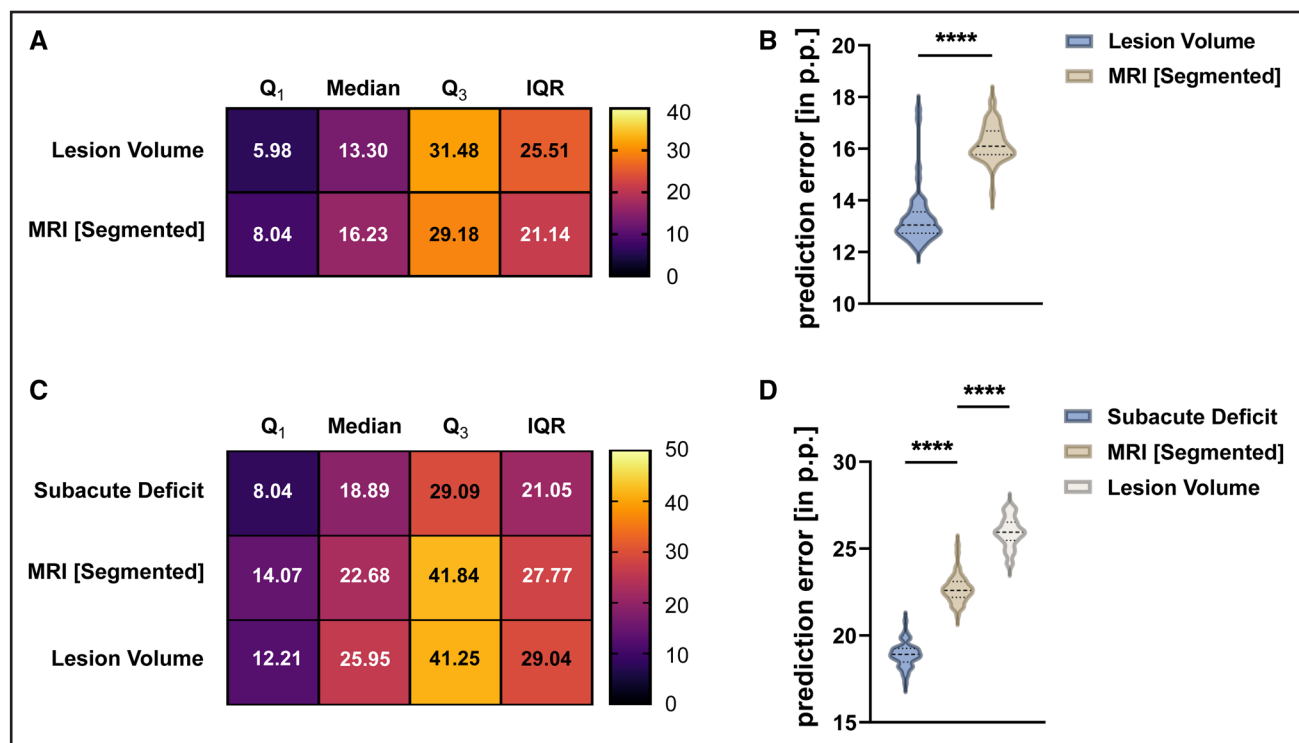 A
Q1 Median Q3 IQR
Lesion Volume 5.98 13.30 31.48 25.51
MRI [Segmented] 8.04 16.23 29.18 21.14
40
30
20
10
0
B
prediction error [in p.p.]
20
18
16
14
12
10
****
Lesion Volume
MRI [Segmented]
C
Q3 Median Q3 IQR
Subacute Deficit 8.04 18.89 29.09 21.05
MRI [Segmented] 14.07 22.68 41.84 27.77
Lesion Volume 12.21 25.95 41.25 29.04
50
40
30
20
10
0
D
prediction error [in p.p.]
30
25
20
15
****
****
Subacute Deficit
MRI [Segmented]
Lesion Volume